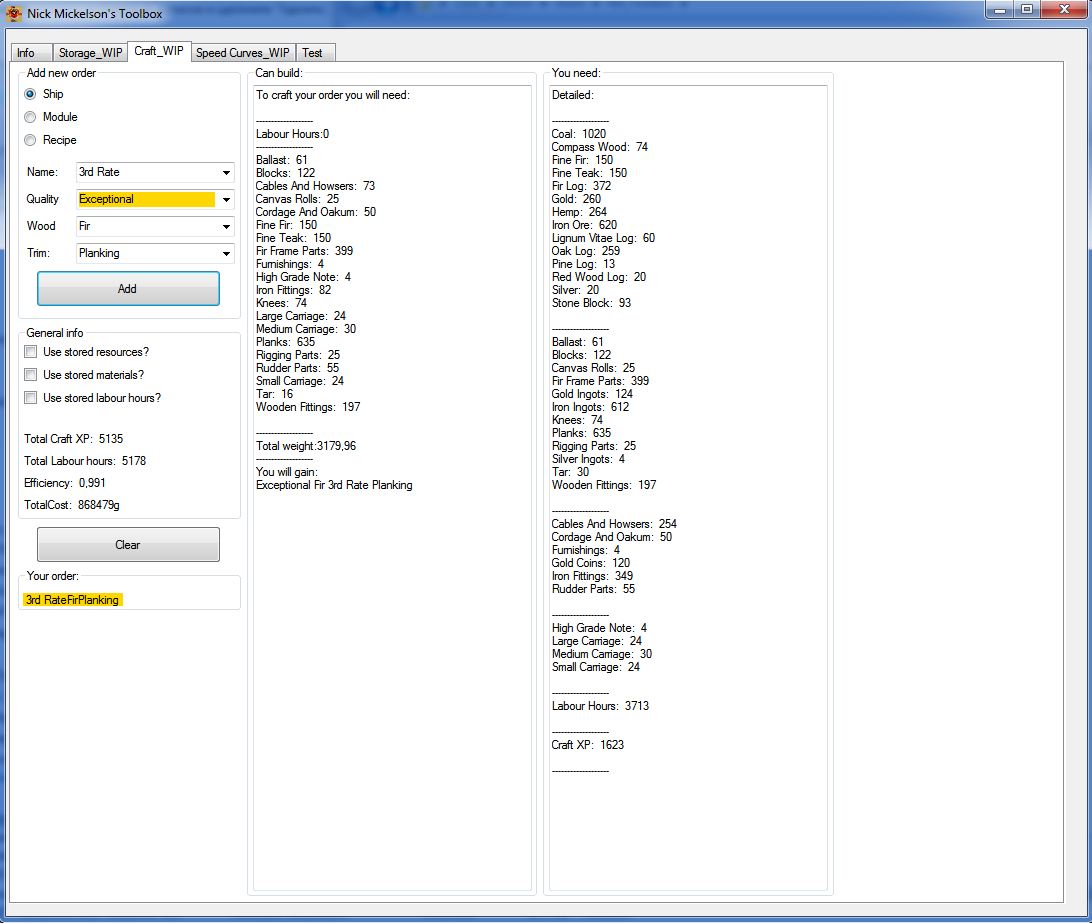 Nick Mickelson's Toolbox
Info
Storage_WIP
Craft_WIP
Speed Curves_WIP
Test
Add new order
Ship
Module
Recipe
Name:
3rd Rate
Quality
Exceptional
Wood
Fir
Trim:
Planking
Add
General info
Use stored resources?
Use stored materials?
Use stored labour hours?
Total Craft XP: 5135
Total Labour hours: 5178
Efficiency: 0,991
TotalCost: 868479g
Clear
Your order:
3rd RateFirPlanking
Can build:
To craft your order you will need:
-------------------
Labour Hours:0
-------------------
Ballast: 61
Blocks: 122
Cables And Howsers: 73
Canvas Rolls: 25
Cordage And Oakum: 50
Fine Fir: 150
Fine Teak: 150
Fir Frame Parts: 399
Furnishings: 4
High Grade Note: 4
Iron Fittings: 82
Knees: 74
Large Carriage: 24
Medium Carriage: 30
Planks: 635
Rigging Parts: 25
Rudder Parts: 55
Small Carriage: 24
Tar: 16
Wooden Fittings: 197
-------------------
Total weight:3179,96
-------------------
You will gain:
Exceptional Fir 3rd Rate Planking
You need:
Detailed:
-------------------
Coal: 1020
Compass Wood: 74
Fine Fir: 150
Fine Teak: 150
Fir Log: 372
Gold: 260
Hemp: 264
Iron Ore: 620
Lignum Vitae Log: 60
Oak Log: 259
Pine Log: 13
Red Wood Log: 20
Silver: 20
Stone Block: 93
-------------------
Ballast: 61
Blocks: 122
Canvas Rolls: 25
Fir Frame Parts: 399
Gold Ingots: 124
Iron Ingots: 612
Knees: 74
Planks: 635
Rigging Parts: 25
Silver Ingots: 4
Tar: 30
Wooden Fittings: 197
-------------------
Cables And Howsers: 254
Cordage And Oakum: 50
Furnishings: 4
Gold Coins: 120
Iron Fittings: 349
Rudder Parts: 55
-------------------
High Grade Note: 4
Large Carriage: 24
Medium Carriage: 30
Small Carriage: 24
-------------------
Labour Hours: 3713
-------------------
Craft XP: 1623
-------------------